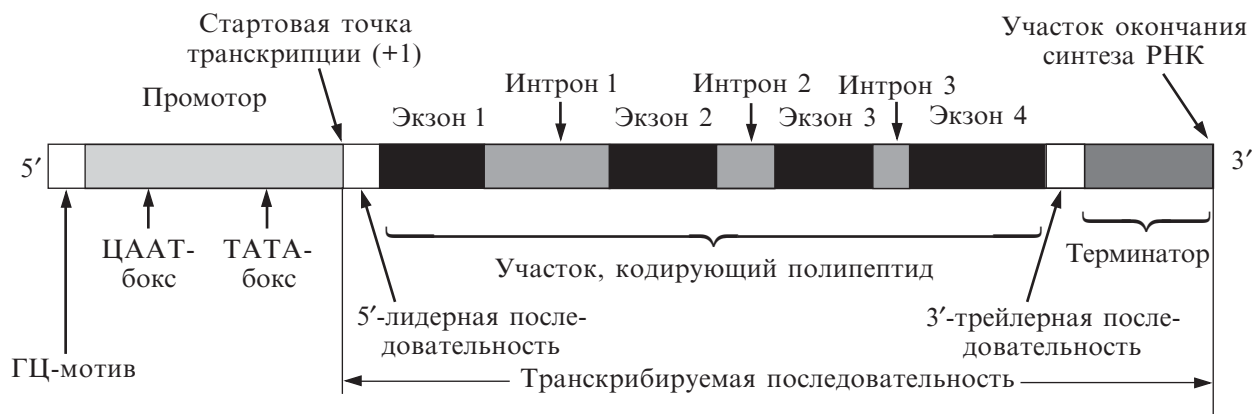 Стартовая точка
транскрипции (+1)
Участок окончания
синтеза РНК
Промотор
Интрон 1
Интрон 2
Интрон 3
Экзон 1
Экзон 2
Экзон 3
Экзон 4
5′
3′
ЦААТ-
бокс
ТАТА-
бокс
Участок, кодирующий полипептид
Терминатор
5′-лидерная после-
довательность
3′-трейлерная после-
довательность
ГЦ-мотив
Транскрибируемая последовательность